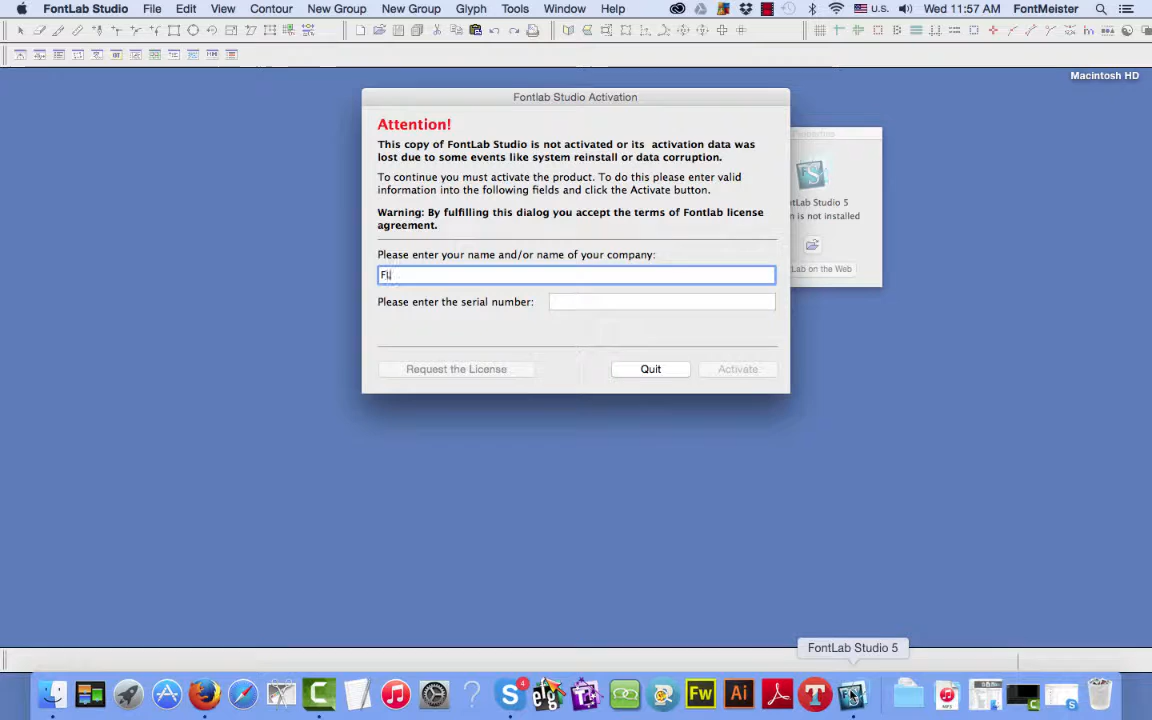 FontLab Studio File Edit View Contour New Group New Group Glyph Tools Window Help U.S. Wed 11:57 AM FontMeister
Macintosh HD
Fontlab Studio Activation
Attention!
This copy of FontLab Studio is not activated or its activation data was
lost due to some events like system reinstall or data corruption.
To continue you must activate the product. To do this please enter valid
information into the following fields and click the Activate button.
Warning: By fulfilling this dialog you accept the terms of Fontlab license
agreement.
Please enter your name and/or name of your company:
Please enter the serial number:
Request the License Quit Activate
FS
ntLab Studio 5
n is not installed
Lab on the Web
FontLab Studio 5
4
Fw
Ai
T
MP3